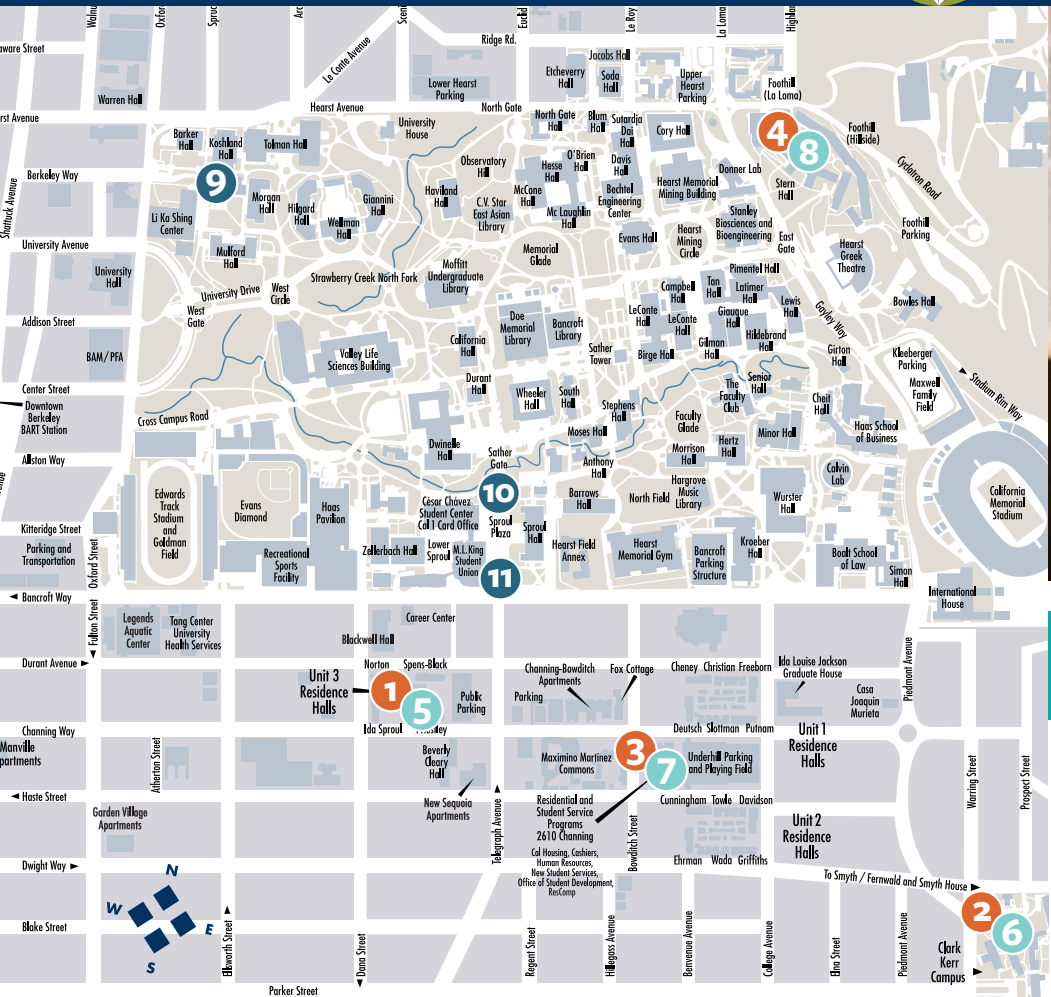 Walnu
Oxfor
Spruc
Arc
Scen
Euclid
Le Roy
La Loma
Highlan
aware Street
Le Conte Avenue
Ridge Rd.
Jacobs Hall
Etcheverry
Hall
Soda
Hall
Upper
Hearst
Parking
Foothill
(La Loma)
Warren Hall
Lower Hearst
Parking
Hearst Avenue
North Gate
rst Avenue
University
House
North Gate
Hall
Blum
Hall
Sutardja
Dai
Hall
Cory Hall
4
8
Foothill
(Hillside)
Cyclotron Road
Barker
Hall
Koshland
Hall
Tolman Hall
9
Observatory
Hill
Hesse
Hall
O'Brien
Hall
Davis
Hall
Donner Lab
Berkeley Way
Shattuck Avenue
Morgan
Hall
Hilgard
Hall
Wellman
Hall
Giannini
Hall
Haviland
Hall
C.V. Star
East Asian
Library
McCone
Hall
Mc Laughlin
Hall
Bechtel
Engineering
Center
Hearst Memorial
Mining Building
Stern
Hall
Li Ka Shing
Center
Stanley
Biosciences and
Bioengineering
Foothill
Parking
University Avenue
Mulford
Hall
Evans Hall
Hearst
Mining
Circle
East
Gate
Hearst
Greek
Theatre
Memorial
Glade
University
Hall
Strawberry Creek North Fork
Moffitt
Undergraduate
Library
University Drive
West
Circle
West
Gate
Pimentel Hall
Campbell
Hall
Tan
Hall
Latimer
Hall
Lewis
Hall
Bowles Hall
Addison Street
California
Hall
Doe
Memorial
Library
Bancroft
Library
LeConte
Hall
LeConte
Hall
Giauque
Hall
Hildebrand
Hall
Gayley Way
BAM/PFA
Valley Life
Sciences Building
Sather
Tower
Birge Hall
Gilman
Hall
Girton
Hall
Kleeberger
Parking
Stadium Rim Way
Center Street
Durant
Hall
Wheeler
Hall
South
Hall
The
Faculty
Club
Senior
Hall
Maxwell
Family
Field
Downtown
Berkeley
BART Station
Cross Campus Road
Stephens
Hall
Moses Hall
Faculty
Glade
Cheit
Hall
Haas School
of Business
Allston Way
Dwinelle
Hall
Sather
Gate
Anthony
Hall
Morrison
Hall
Hertz
Hall
Minor Hall
Calvin
Lab
Edwards
Track
Stadium
and
Goldman
Field
Evans
Diamond
Haas
Pavilion
10
César Chávez
Student Center
Cal 1 Card Office
Sproul
Plaza
Barrows
Hall
North Field
Hargrove
Music
Library
Wurster
Hall
California
Memorial
Stadium
Kitteridge Street
Parking and
Transportation
Oxford Street
Recreational
Sports
Facility
Zellerbach Hall
Lower
Sproul
M.L.King
Student
Union
Sproul
Hall
Hearst Field
Annex
Hearst
Memorial Gym
Bancroft
Parking
Structure
Kroeber
Hall
Boalt School
of Law
Simon
Hall
11
International
House
Bancroft Way
Legends
Aquatic
Center
Tang Center
University
Health Services
Career Center
Blackwell Hall
Fulton Street
Durant Avenue
Norton
Spens-Black
Unit 3
Residence
Halls
1
5
Public
Parking
Channing-Bowditch
Apartments
Fox Cottage
Parking
Cheney Christian Freeborn
Ida Louise Jackson
Graduate House
Casa
Joaquin
Murieta
Piedmont Avenue
Channing Way
Ida Sproul
Deutsch Slottman Putnam
Unit 1
Residence
Halls
Manville
partments
Atherton Street
Beverly
Cleary
Hall
Maximino Martinez
Commons
3
7
Underhill Parking
and Playing Field
Warring Street
Prospect Street
Haste Street
New Sequoia
Apartments
Telegraph Avenue
Residential and
Student Service
Programs
2610 Channing
Cal Housing, Cashiers,
Human Resources,
New Student Services,
Office of Student Development,
ResComp
Bowditch Street
Cunningham Towle Davidson
Garden Village
Apartments
Unit 2
Residence
Halls
Dwight Way
Ehrman Wada Griffiths
To Smyth / Fernwald and Smyth House
N
W
E
S
2
6
Blake Street
Ellsworth Street
Dana Street
Regent Street
Hillegass Avenue
Benvenue Avenue
College Avenue
Etna Street
Piedmont Avenue
Clark
Kerr
Campus
Parker Street